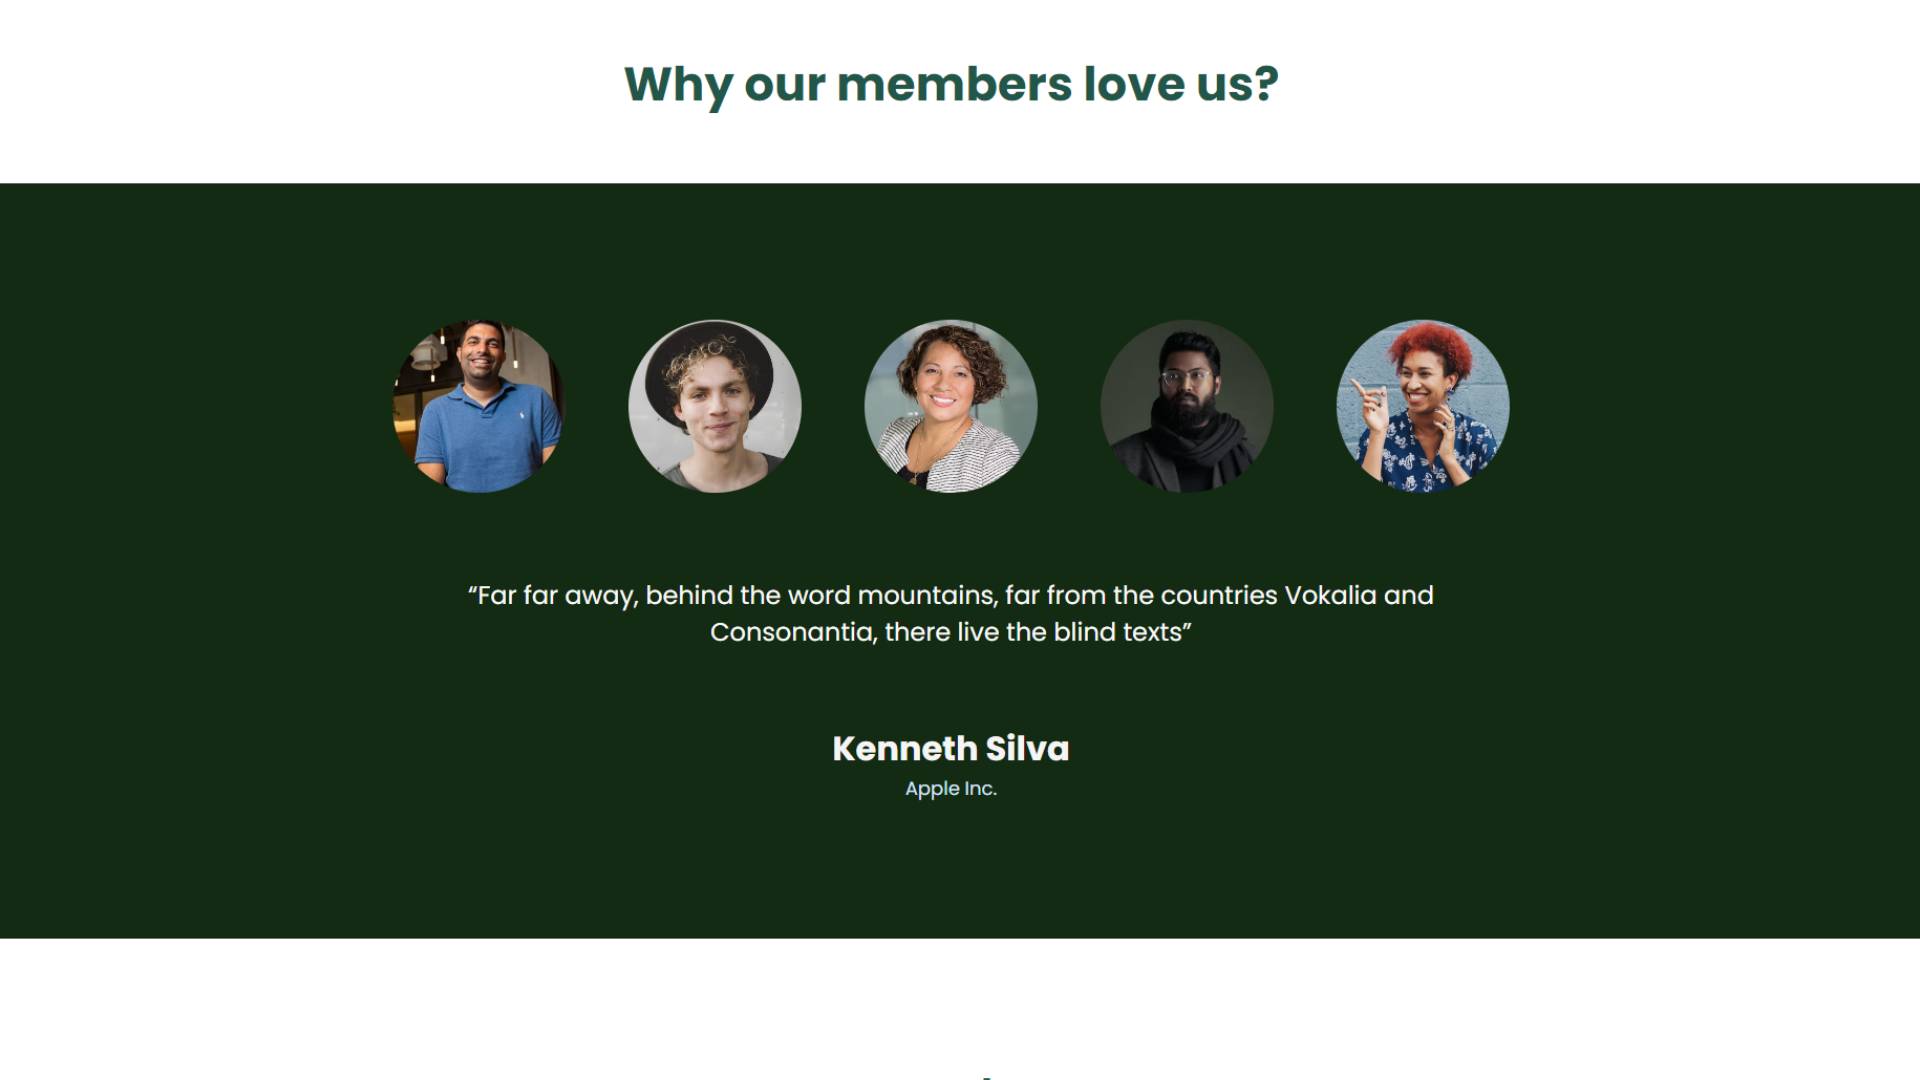 Why our members love us?
“Far far away, behind the word mountains, far from the countries Vokalia and
Consonantia, there live the blind texts”
Kenneth Silva
Apple Inc.